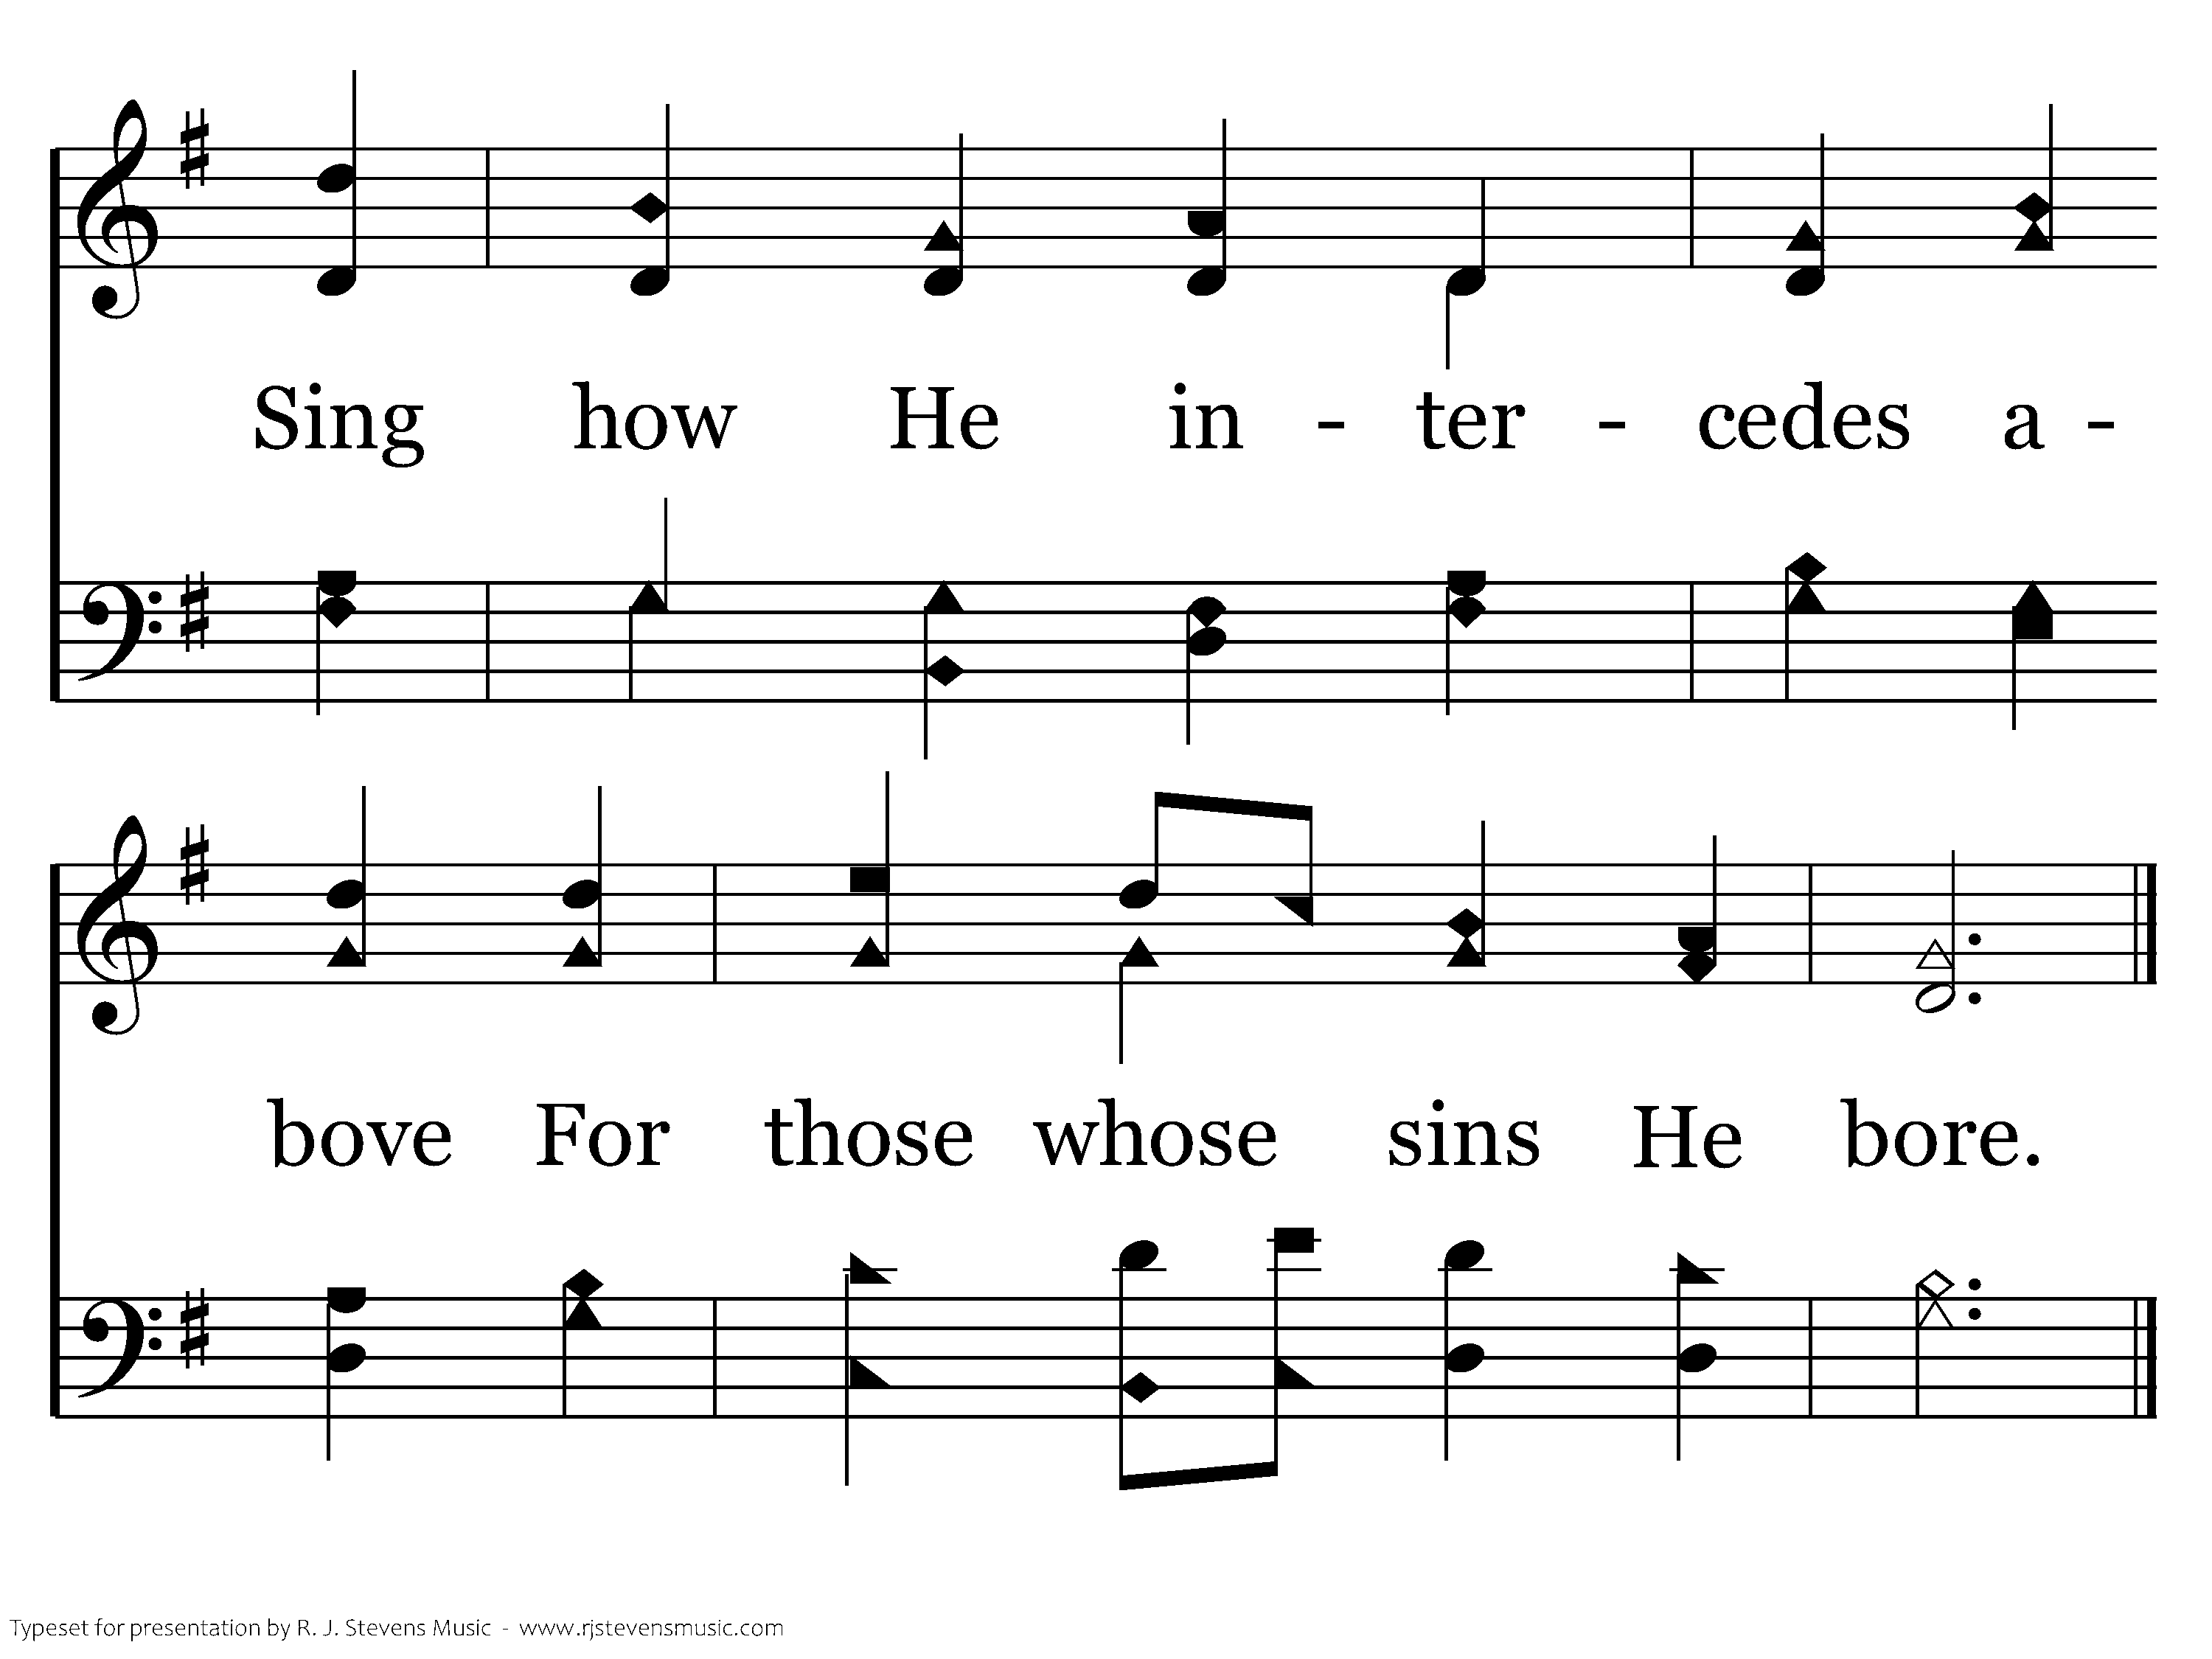 Sing how He in - ter - cedes a -
bove For those whose sins He bore.
Typeset for presentation by R. J. Stevens Music - www.rjstevensmusic.com